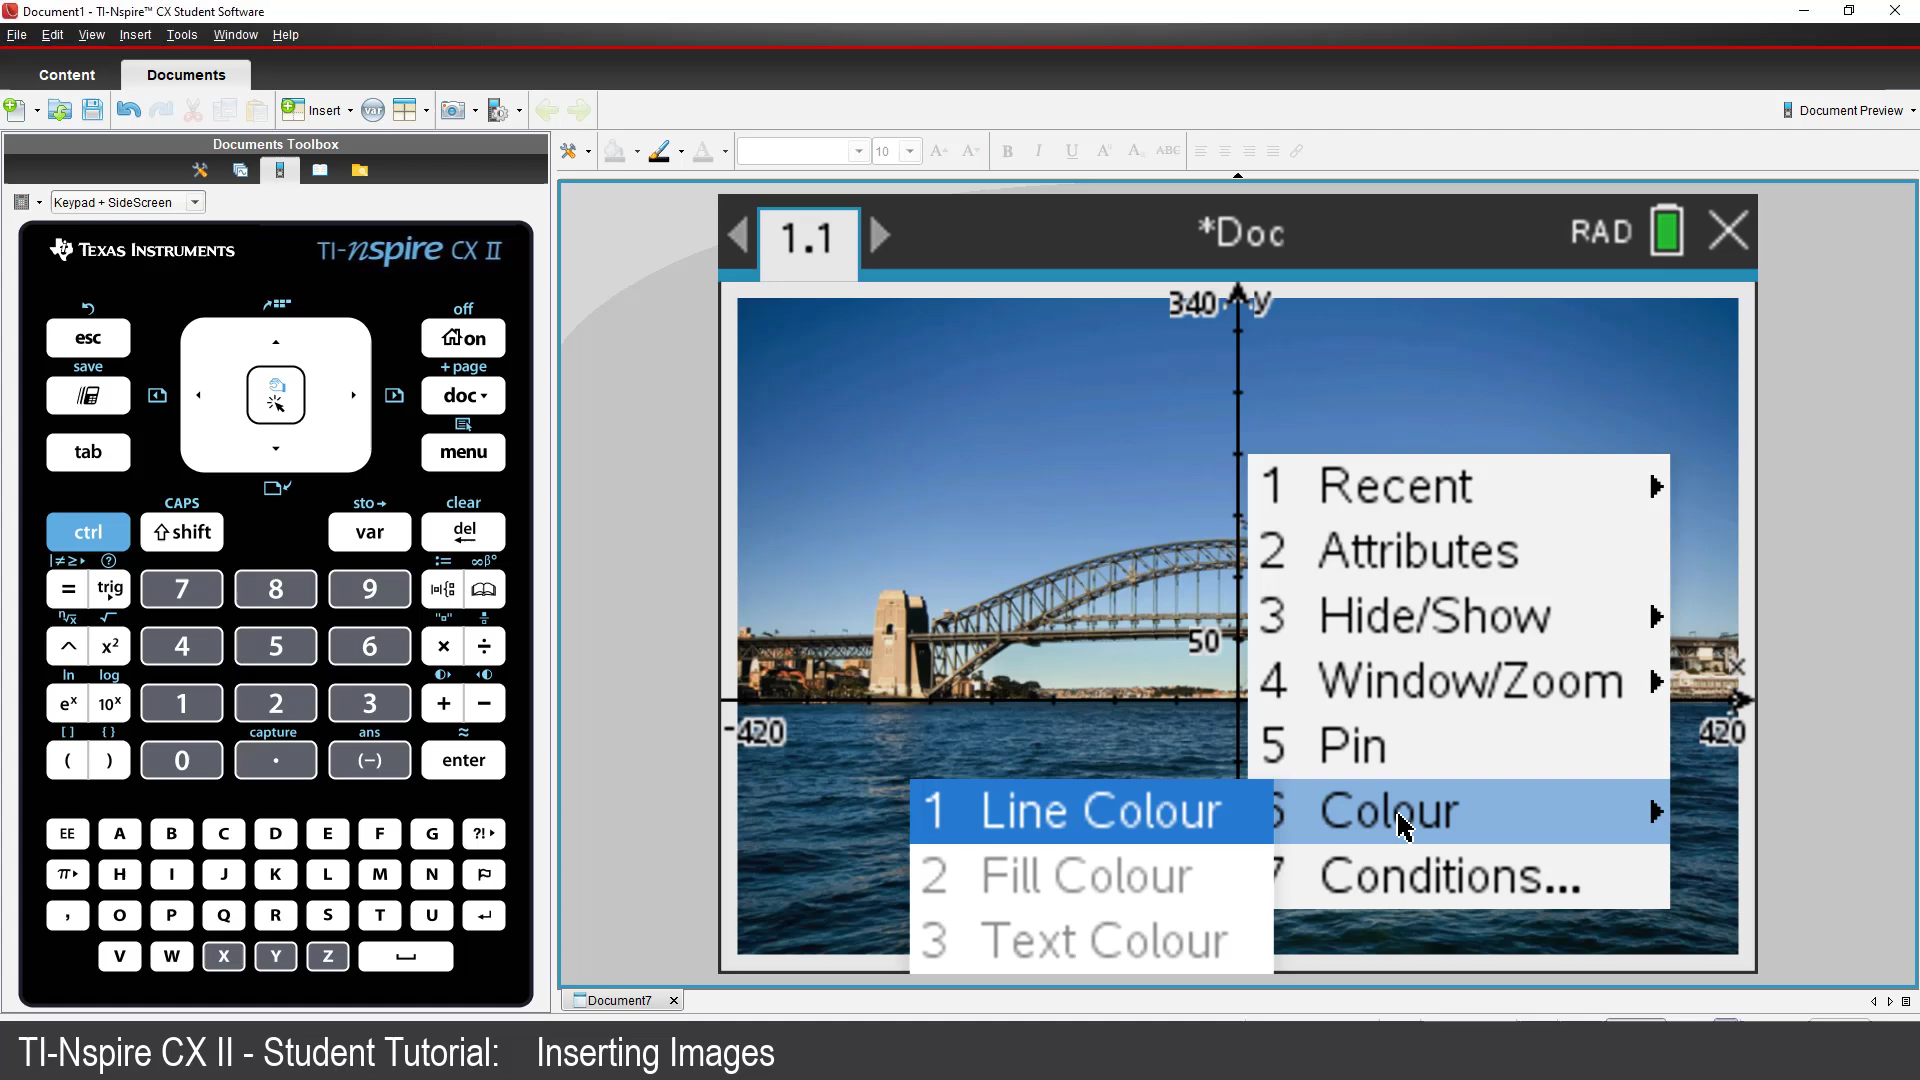 Document1 - TI-Nspire™ CX Student Software
File Edit View Insert Tools Window Help
Content Documents
Insert var Document Preview
Documents Toolbox
10 B I U A A ABC
Keypad + SideScreen
TEXAS INSTRUMENTS TI-nspire CX II
off
esc on
save + page
doc
tab menu
CAPS sto→ clear
ctrl shift var del
|≠≥▸ ? := ∞β°
= trig 7 8 9
ⁿ√x √ "▫"
^ x² 4 5 6 × ÷
ln log
eˣ 10ˣ 1 2 3 + −
[ ] { } capture ans ≈
( ) 0 . (−) enter
EE A B C D E F G ?!▸
π▸ H I J K L M N
, O P Q R S T U
V W X Y Z
1.1 *Doc RAD
340 y
50
-420 420
1 Recent
2 Attributes
3 Hide/Show
4 Window/Zoom
5 Pin
6 Colour
7 Conditions...
1 Line Colour
2 Fill Colour
3 Text Colour
Document7
TI-Nspire CX II - Student Tutorial: Inserting Images